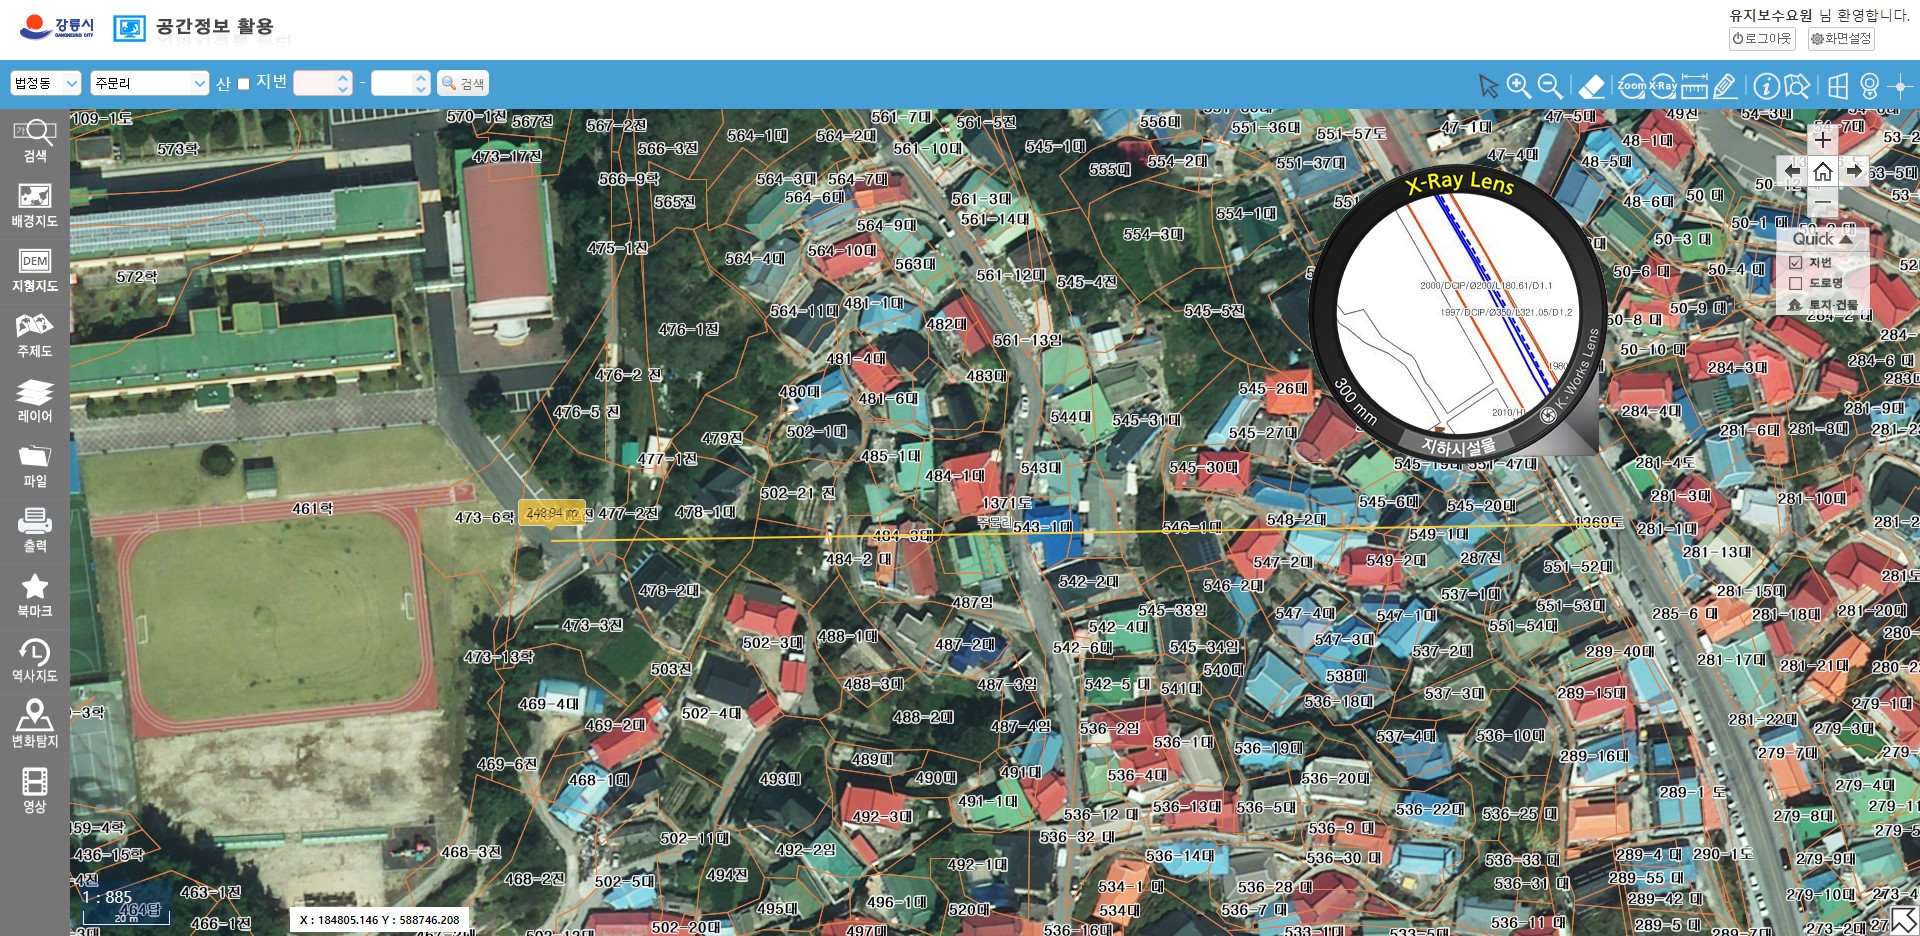 강릉시
GANGNEUNG CITY
공간정보 활용
유지보수요원 님 환영합니다.
로그아웃 화면설정
법정동 주문리 산 지번 - 검색
Zoom X-Ray
검색
배경지도
DEM
지형지도
주제도
레이어
파일
출력
북마크
역사지도
변화탐지
영상
X-Ray Lens
2000/DCIP/Ø200/L180.61/D1.1
1997/DCIP/Ø350/L321.05/D1.2
1980
2010/HI
300 mm
지하시설물
K-Works Lens
Quick
지번
도로명
토지·건물
109-1도
573학
572학
570-1전
567전
473-17전
567-2전
566-3전
566-9학
565전
564-1대
564-2대
561-7대
561-10대
561-5전
564-3대
564-7대
564-6대
564-9대
564-10대
564-4대
563대
561-3대
561-14대
561-12대
545-1대
555대
556대
554-2대
551-36대
551-37대
551-57도
47-1대
47-4대
47-5대
49전
48-1대
48-5대
48-6대
554-1대
554-3대
545-4전
545-5전
475-1전
476-1전
476-2 전
476-5 전
564-11대
481-1대
482대
481-4대
480대
481-6대
483대
561-13임
544대
545-31대
545-26대
545-27대
545-30대
502-1대
485-1대
484-1대
543대
479전
477-1전
502-21 전
477-2전
478-1대
461학
473-6학
248.94 m
1371도
주문리
543-1대
484-3대
484-2 대
546-1대
548-2대
545-6대
545-20대
549-1대
1369도
547-2대
549-2대
287전
551-52대
546-2대
537-1대
551-53대
551-54대
547-4대
547-1대
547-3대
537-2대
538대
537-3대
478-2대
473-3전
473-13학
503전
502-3대
488-1대
487임
487-2대
487-3임
487-4임
488-3대
488-2대
542-2대
545-33임
542-4대
542-6대
545-34임
542-5 대
541대
540대
536-18대
536-2임
536-1대
536-19대
537-4대
536-10대
469-4대
469-2대
502-4대
469-6전
468-1대
493대
489대
490대
491대
491-1대
492-3대
536-4대
536-12 대
536-13대
536-5대
536-20대
536-22대
536-25 대
536-32 대
536-9 대
536-14대
536-30 대
536-33 대
536-31 대
536-28 대
536-7 대
536-11 대
534-1 대
534대
536-16대
502-11대
492-2임
492-1대
494전
502-5대
468-3전
468-2전
495대
496-1대
520대
497대
502-20대
436-15학
463-1전
464답
466-1전
50 대
50-3 대
50-6 대
50-4 대
50-9 대
50-10 대
284-3대
284-4대
284-6 대
281-6대
281-8대
281-9대
281-4도
281-3대
281-10대
281-1대
281-13대
281-15대
285-6 대
281-18대
281-20대
289-40대
281-17대
281-21대
289-15대
281-22대
279-1대
279-3대
289-16대
279-7대
279-4대
289-1 도
279-8대
289-4 대
290-1도
279-9대
289-55 대
289-42 대
279-10대
289-5 대
1 : 885
20 m
X : 184805.146 Y : 588746.208